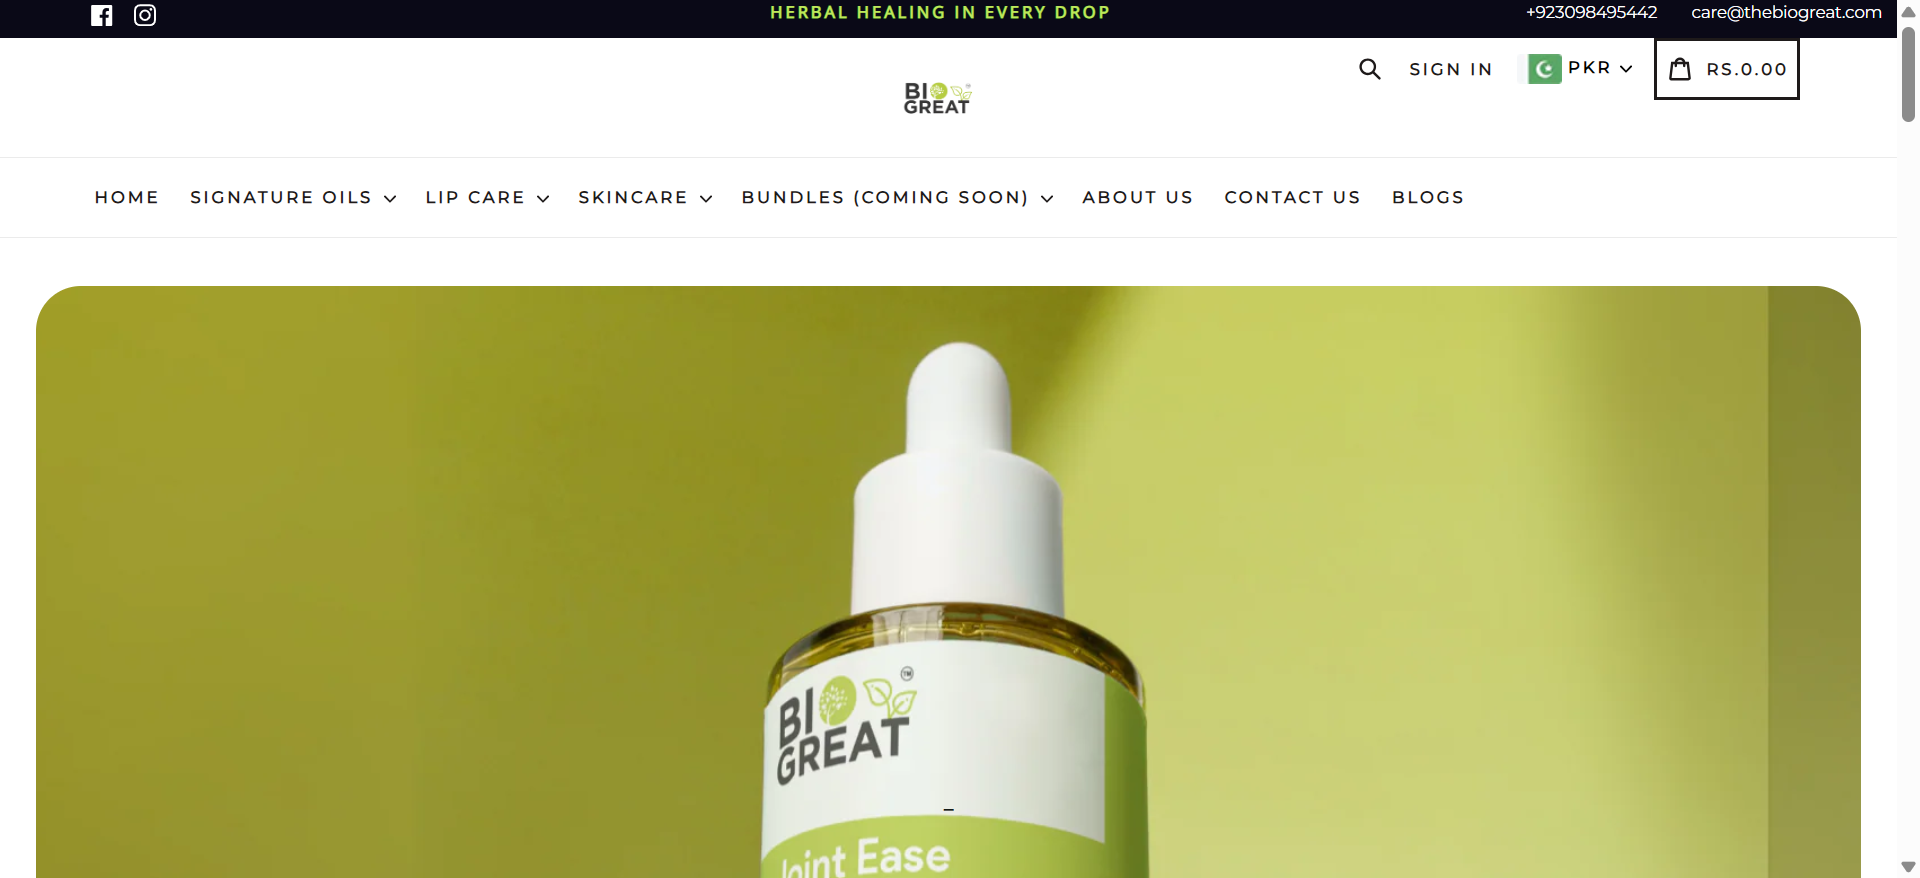 HERBAL HEALING IN EVERY DROP
+923098495442 care@thebiogreat.com
BIO GREAT
SIGN IN PKR RS.0.00
HOME SIGNATURE OILS LIP CARE SKINCARE BUNDLES (COMING SOON) ABOUT US CONTACT US BLOGS
TM
BIO
GREAT
Joint Ease